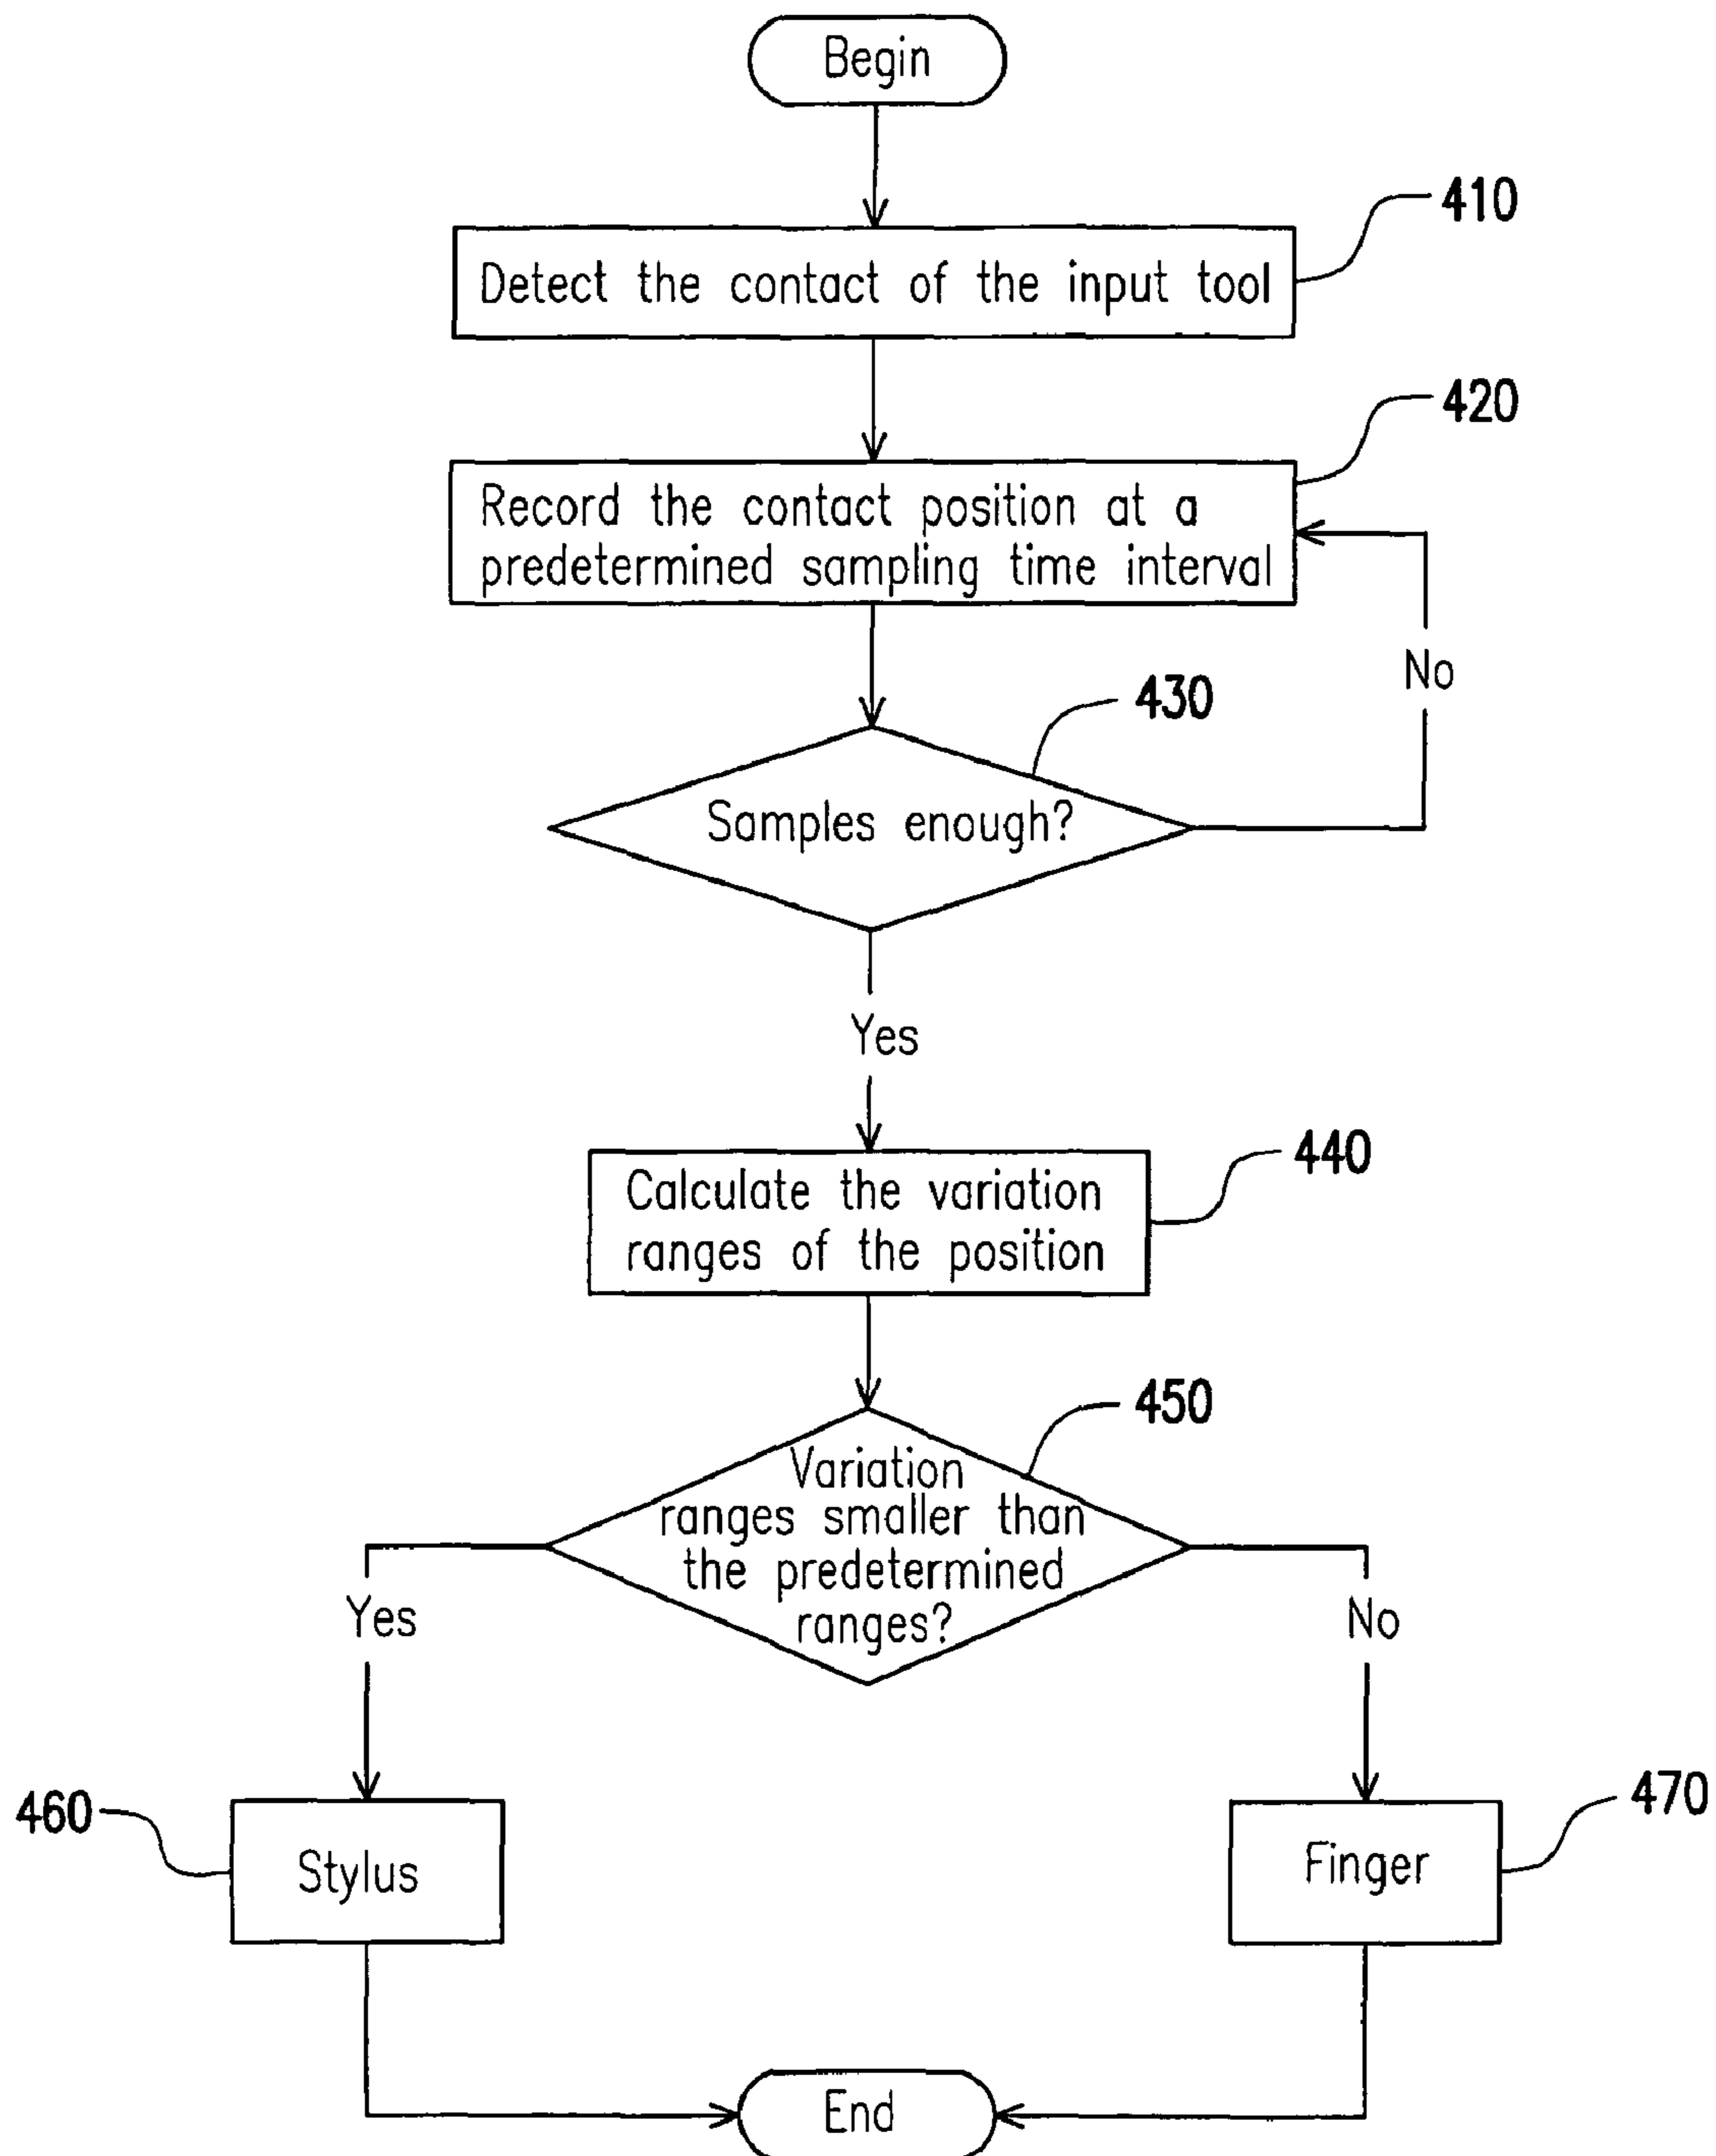 Begin
410
Detect the contact of the input tool
420
Record the contact position at a
predetermined sampling time interval
No
430
Samples enough?
Yes
440
Calculate the variation
ranges of the position
450
Variation
ranges smaller than
the predetermined
ranges?
Yes
No
460
Stylus
470
Finger
End